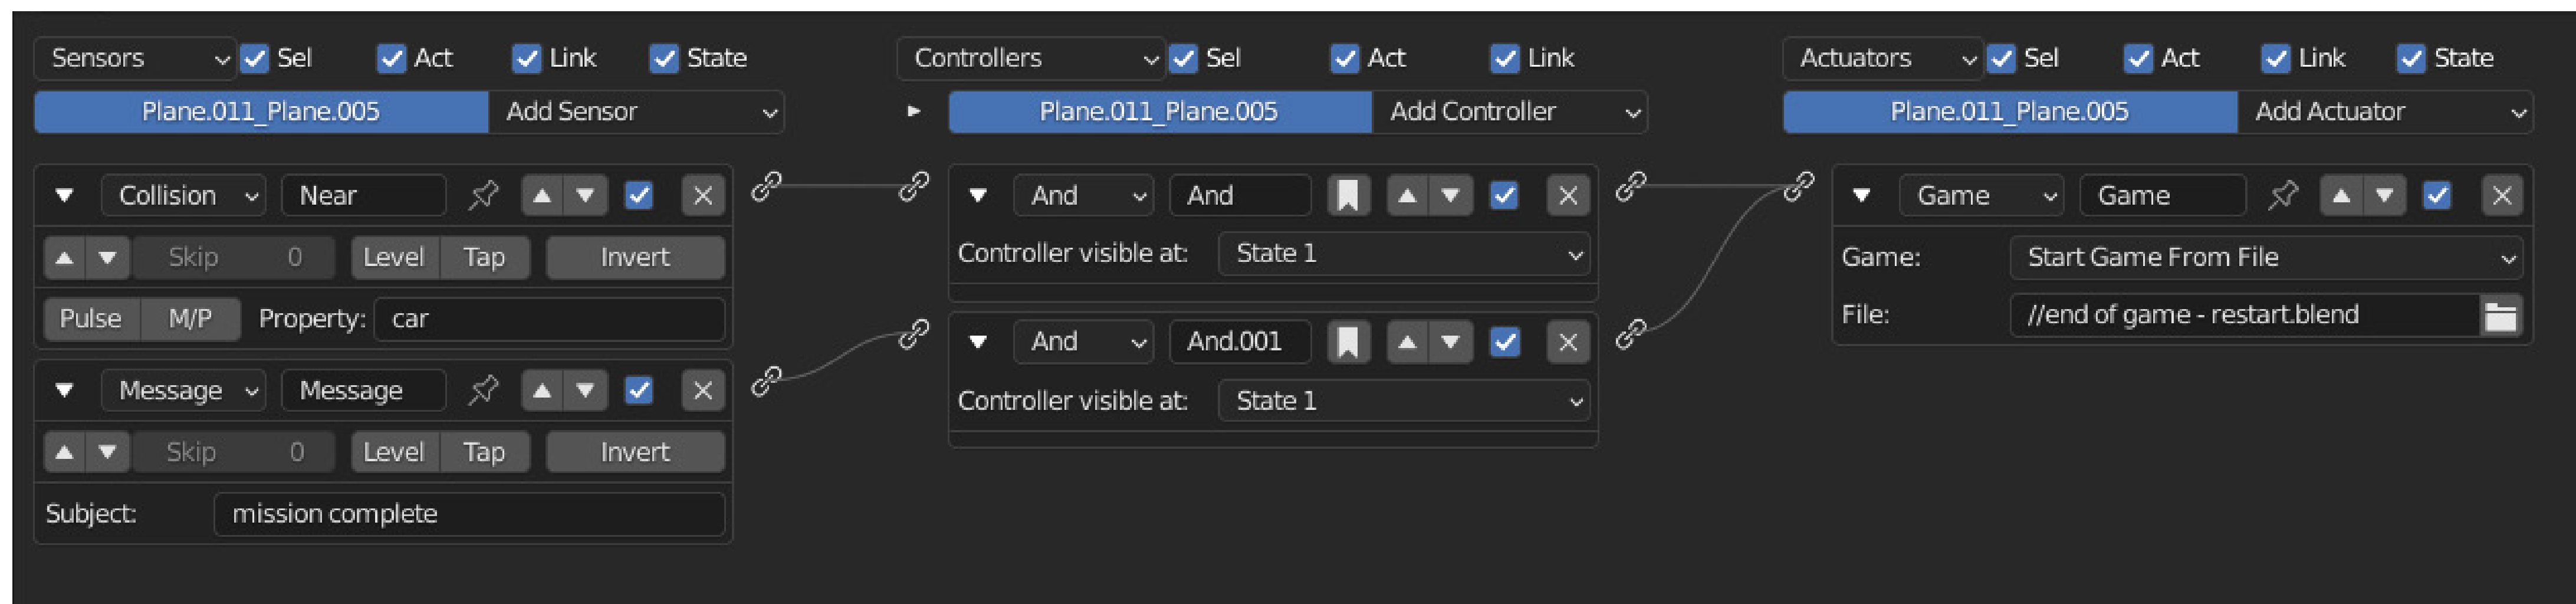 Sensors Sel Act Link State Controllers Sel Act Link Actuators Sel Act Link State
Plane.011_Plane.005 Add Sensor Plane.011_Plane.005 Add Controller Plane.011_Plane.005 Add Actuator
Collision Near And And Game Game
Skip 0 Level Tap Invert Controller visible at: State 1 Game: Start Game From File
Pulse M/P Property: car File: //end of game - restart.blend
And And.001
Message Message Controller visible at: State 1
Skip 0 Level Tap Invert
Subject: mission complete